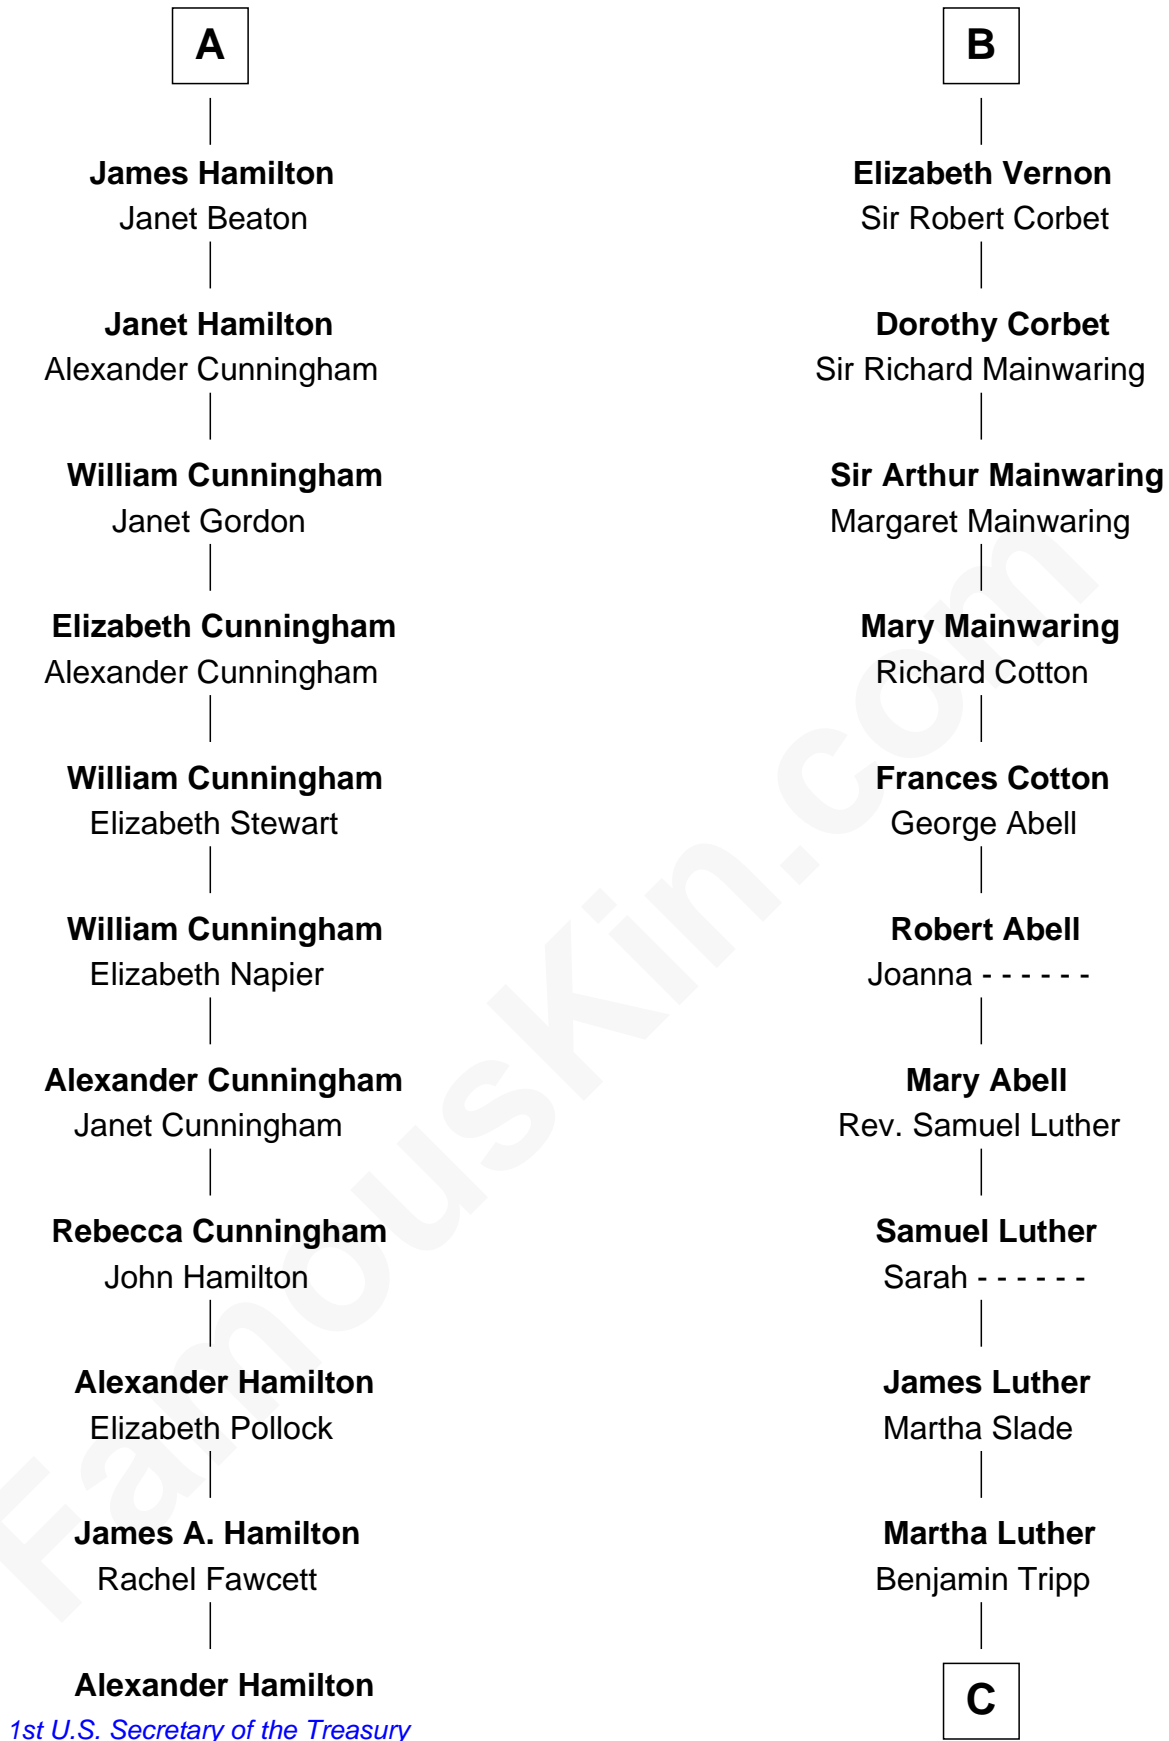 A
James Hamilton
Janet Beaton
Janet Hamilton
Alexander Cunningham
William Cunningham
Janet Gordon
Elizabeth Cunningham
Alexander Cunningham
William Cunningham
Elizabeth Stewart
William Cunningham
Elizabeth Napier
Alexander Cunningham
Janet Cunningham
Rebecca Cunningham
John Hamilton
Alexander Hamilton
Elizabeth Pollock
James A. Hamilton
Rachel Fawcett
Alexander Hamilton
1st U.S. Secretary of the Treasury
B
Elizabeth Vernon
Sir Robert Corbet
Dorothy Corbet
Sir Richard Mainwaring
Sir Arthur Mainwaring
Margaret Mainwaring
Mary Mainwaring
Richard Cotton
Frances Cotton
George Abell
Robert Abell
Joanna - - - - - -
Mary Abell
Rev. Samuel Luther
Samuel Luther
Sarah - - - - - -
James Luther
Martha Slade
Martha Luther
Benjamin Tripp
C
FamousKin.com